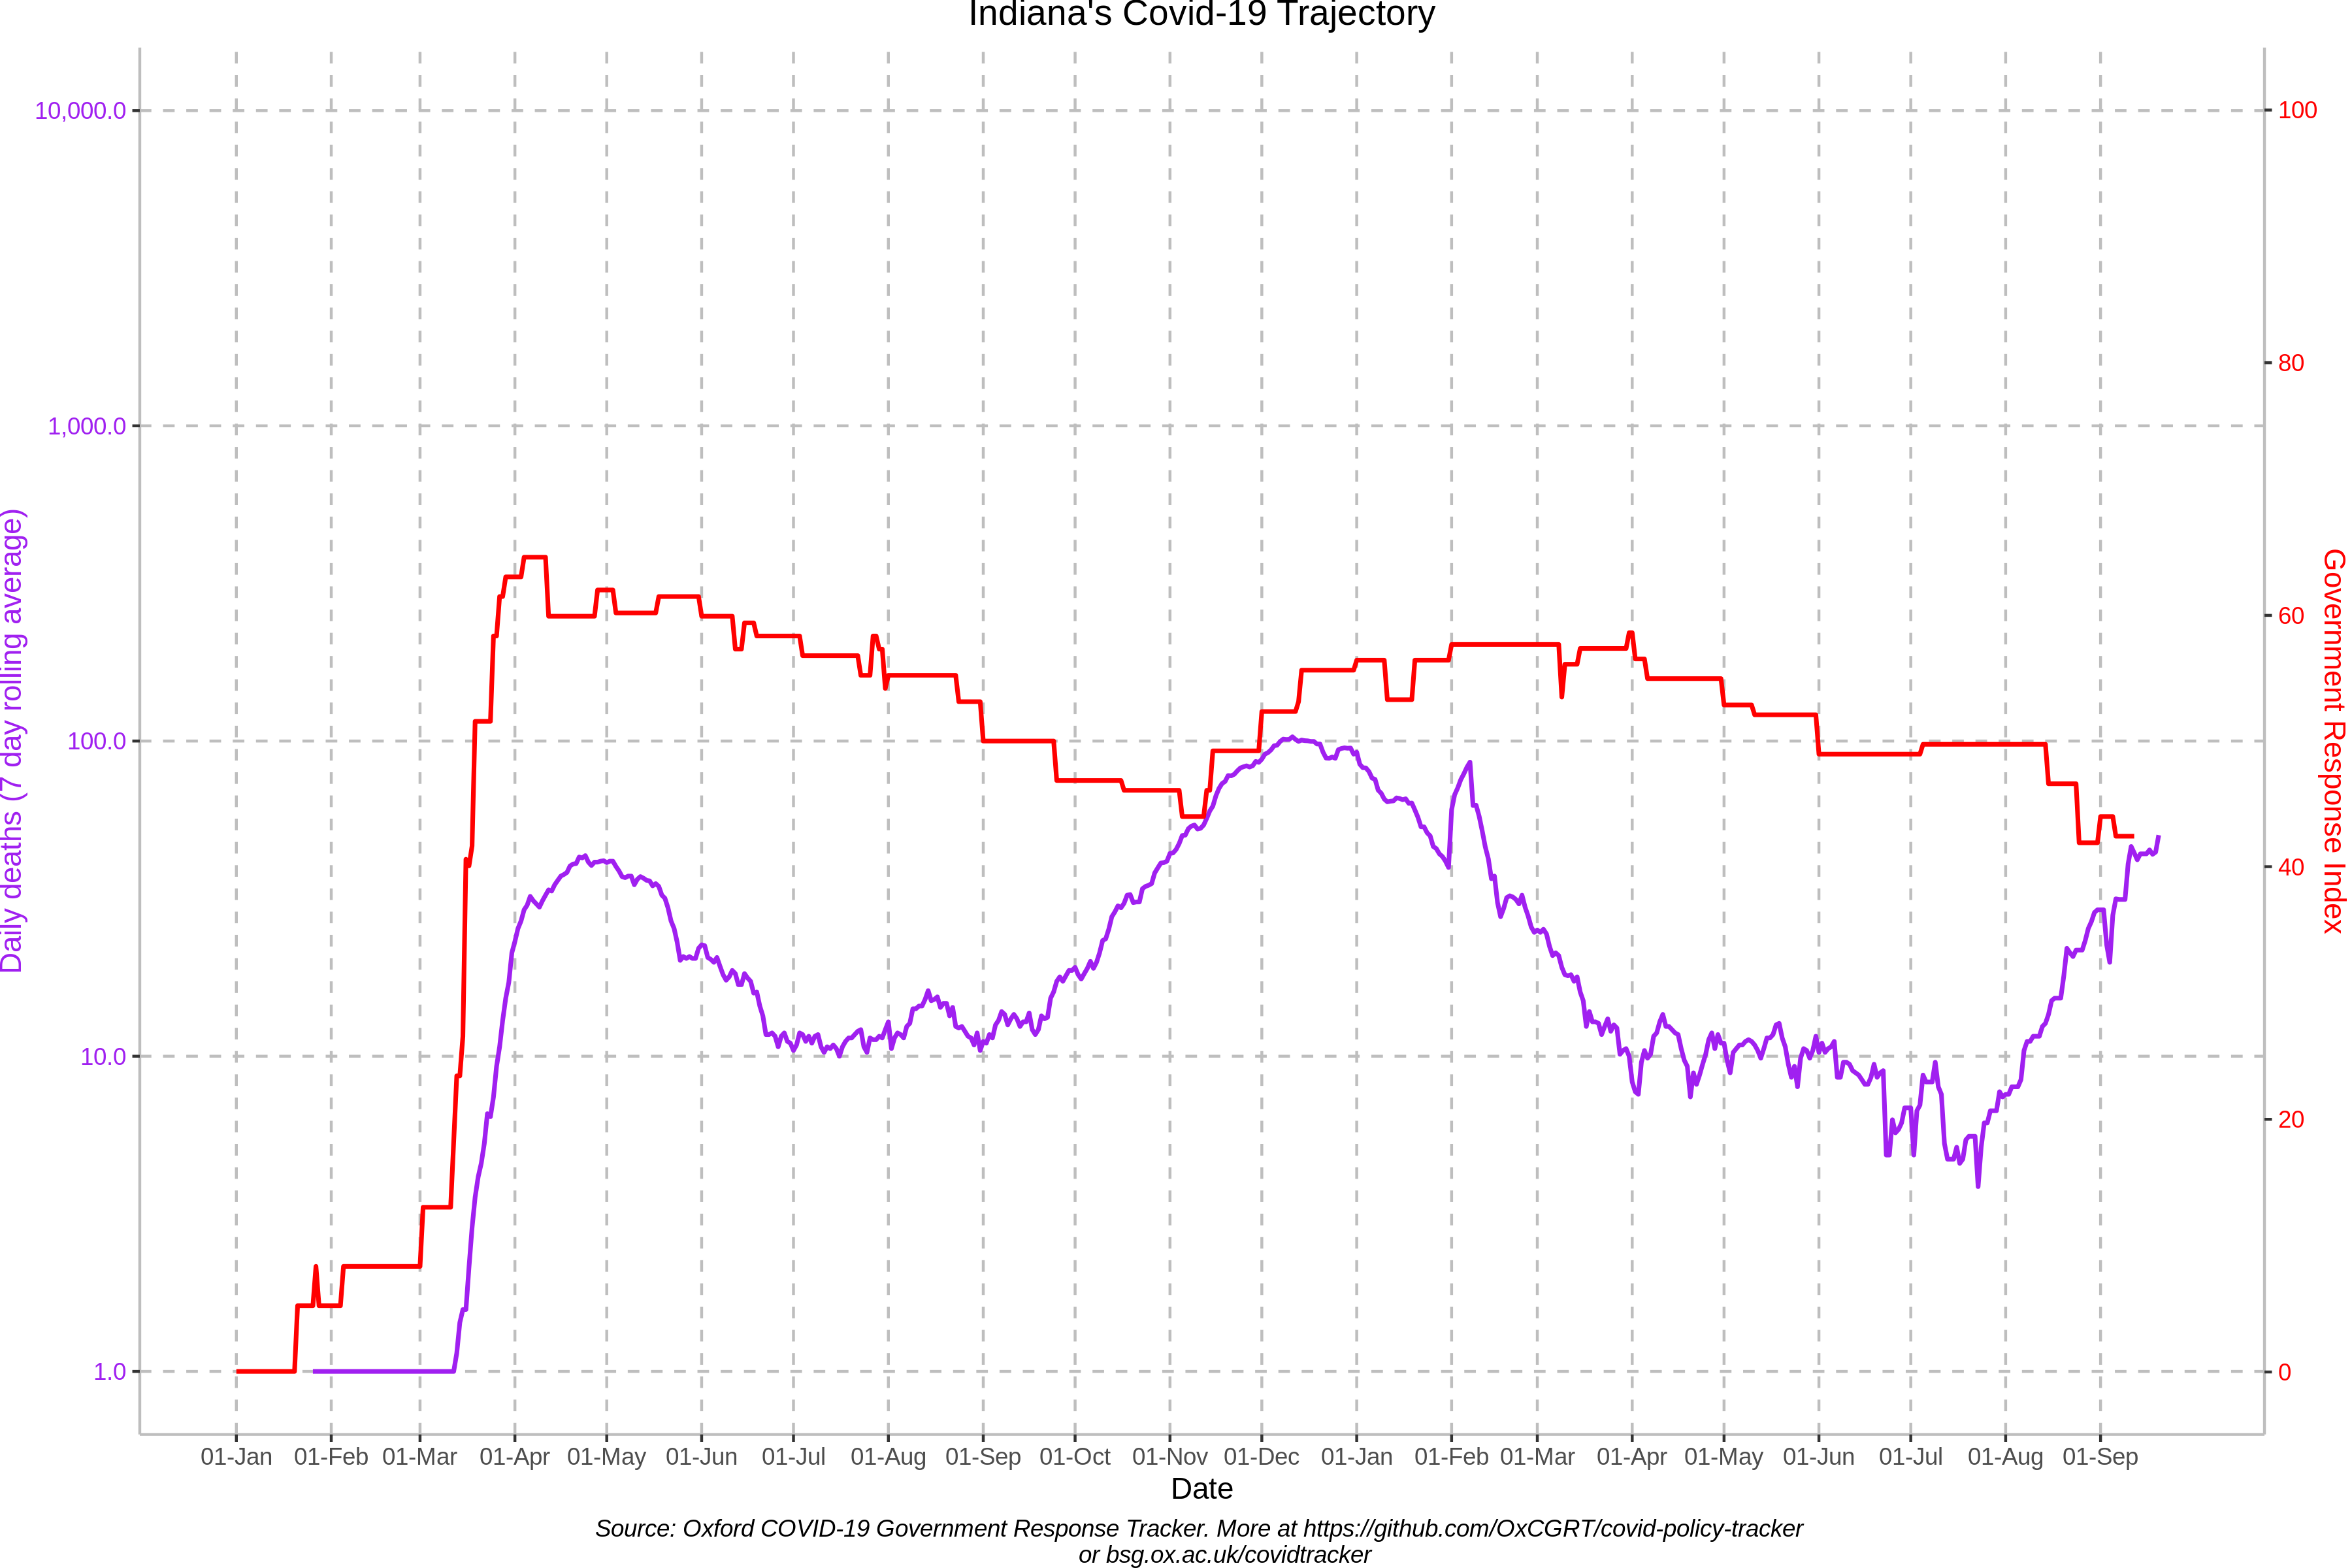 Indiana's Covid-19 Trajectory
10,000.0
1,000.0
100.0
10.0
1.0
Daily deaths (7 day rolling average)
100
80
60
40
20
0
Government Response Index
01-Jan 01-Feb 01-Mar 01-Apr 01-May 01-Jun 01-Jul 01-Aug 01-Sep 01-Oct 01-Nov 01-Dec 01-Jan 01-Feb 01-Mar 01-Apr 01-May 01-Jun 01-Jul 01-Aug 01-Sep
Date
Source: Oxford COVID-19 Government Response Tracker. More at https://github.com/OxCGRT/covid-policy-tracker
or bsg.ox.ac.uk/covidtracker